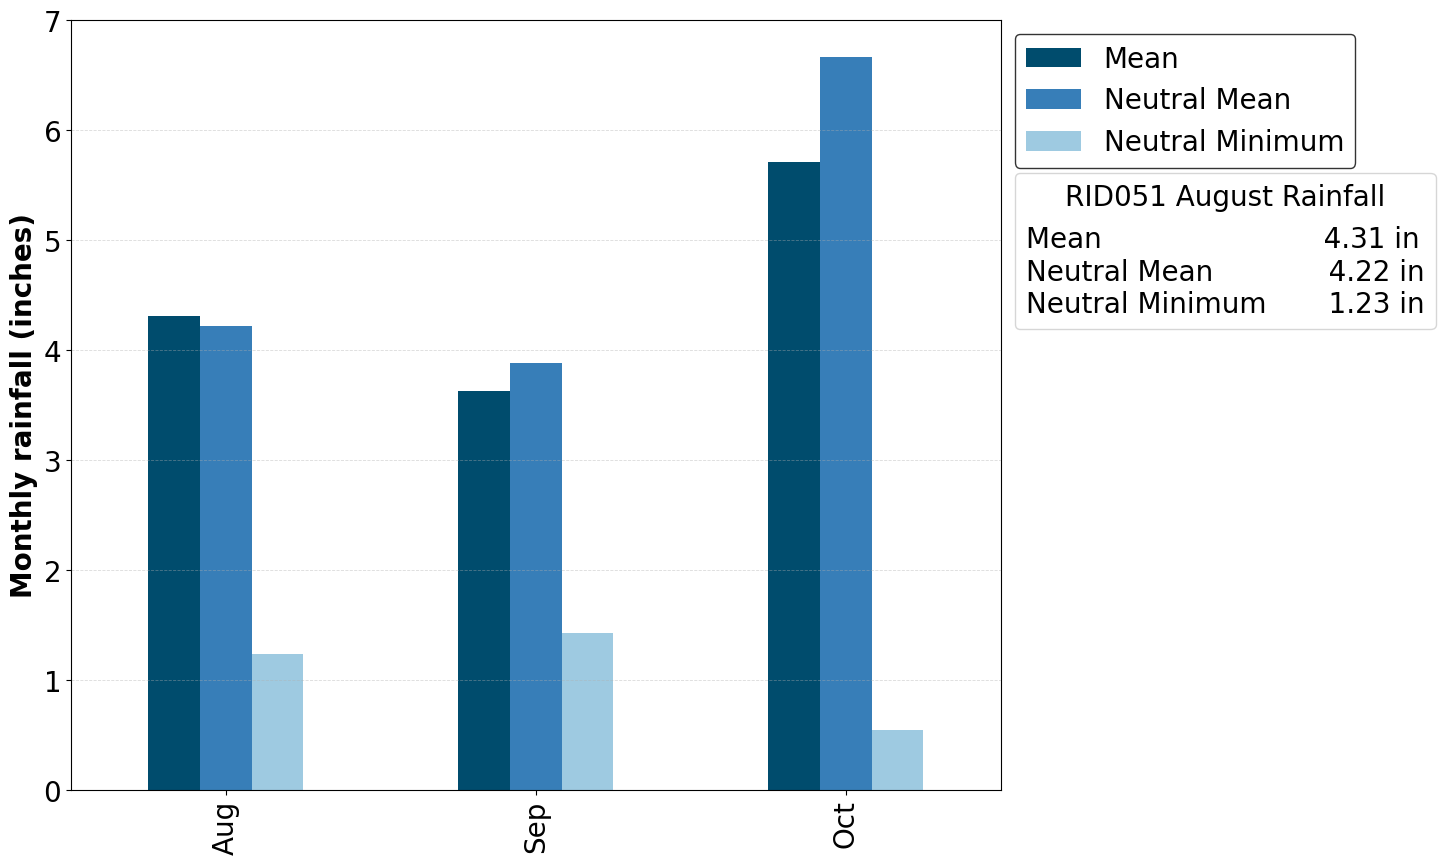 Monthly rainfall (inches)
7
6
5
4
3
2
1
0
Aug
Sep
Oct
Mean
Neutral Mean
Neutral Minimum
RID051 August Rainfall
Mean 4.31 in
Neutral Mean 4.22 in
Neutral Minimum 1.23 in